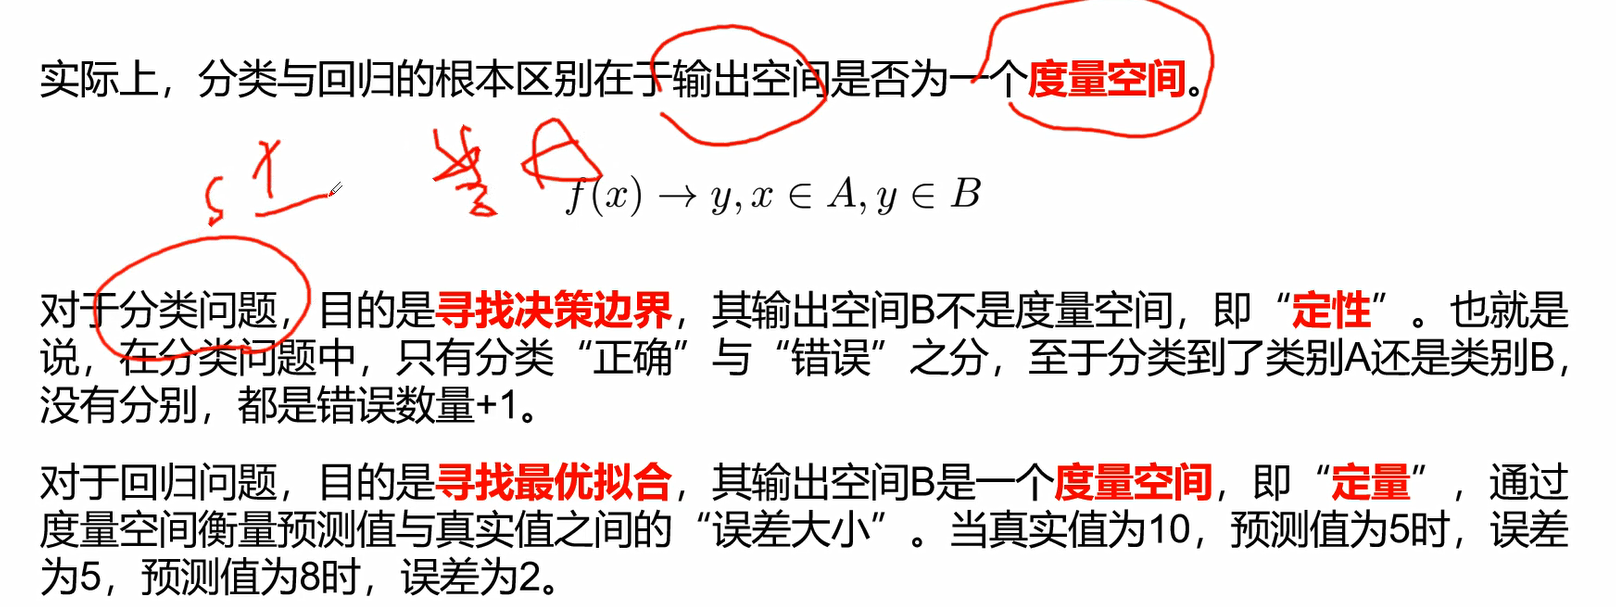 实际上，分类与回归的根本区别在于输出空间是否为一个度量空间。
f(x) → y, x ∈ A, y ∈ B
对于分类问题，目的是寻找决策边界，其输出空间B不是度量空间，即“定性”。也就是
说，在分类问题中，只有分类“正确”与“错误”之分，至于分类到了类别A还是类别B，
没有分别，都是错误数量+1。
对于回归问题，目的是寻找最优拟合，其输出空间B是一个度量空间，即“定量”，通过
度量空间衡量预测值与真实值之间的“误差大小”。当真实值为10，预测值为5时，误差
为5，预测值为8时，误差为2。